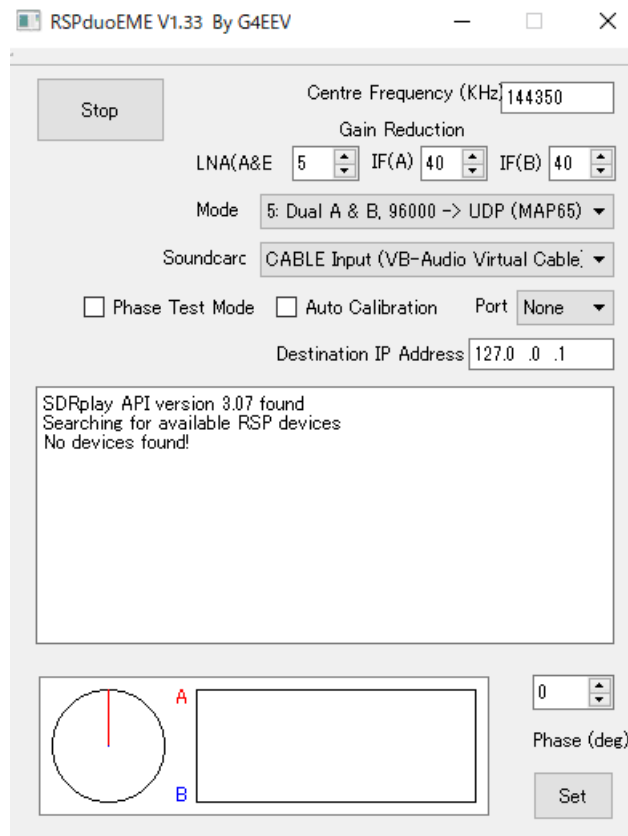 RSPduoEME V1.33 By G4EEV
Stop
Centre Frequency (KHz)
144350
Gain Reduction
LNA(A&E
5
IF(A)
40
IF(B)
40
Mode
5: Dual A & B, 96000 -> UDP (MAP65)
Soundcarc
CABLE Input (VB-Audio Virtual Cable)
Phase Test Mode
Auto Calibration
Port
None
Destination IP Address
127.0 .0 .1
SDRplay API version 3.07 found
Searching for available RSP devices
No devices found!
A
B
0
Phase (deg)
Set